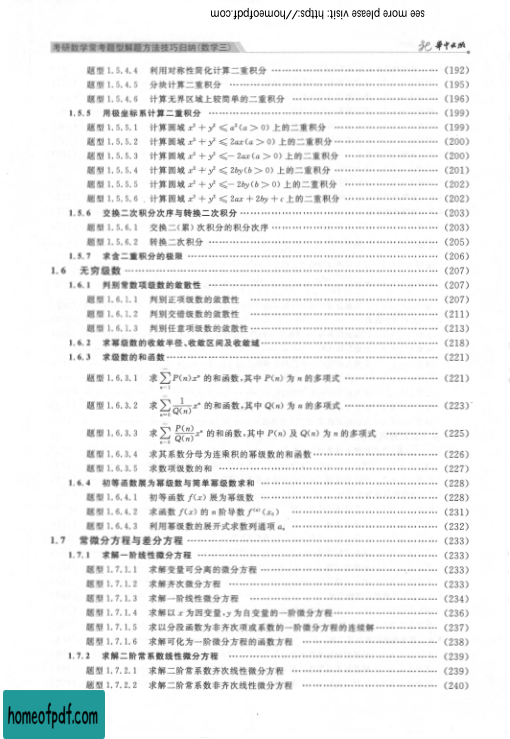 see more please visit: https://homeofpdf.com
考研数学常考题型解题方法技巧归纳(数学三)
题型 1.5.4.4 利用对称性简化计算二重积分 (192)
题型 1.5.4.5 分块计算二重积分 (195)
题型 1.5.4.6 计算无界区域上较简单的二重积分 (196)
1.5.5 用极坐标系计算二重积分 (199)
题型 1.5.5.1 计算圆域 x²+y²≤a²(a>0)上的二重积分 (199)
题型 1.5.5.2 计算圆域 x²+y²≤2ax(a>0)上的二重积分 (200)
题型 1.5.5.3 计算圆域 x²+y²≤-2ax(a>0)上的二重积分 (200)
题型 1.5.5.4 计算圆域 x²+y²≤2by(b>0)上的二重积分 (201)
题型 1.5.5.5 计算圆域 x²+y²≤-2by(b>0)上的二重积分 (202)
题型 1.5.5.6 计算圆域 x²+y²≤2ax+2by+c上的二重积分 (202)
1.5.6 交换二次积分次序与转换二次积分 (203)
题型 1.5.6.1 交换二(累)次积分的积分次序 (203)
题型 1.5.6.2 转换二次积分 (205)
1.5.7 求含二重积分的极限 (206)
1.6 无穷级数 (207)
1.6.1 判别常数项级数的敛散性 (207)
题型 1.6.1.1 判别正项级数的敛散性 (207)
题型 1.6.1.2 判别交错级数的敛散性 (211)
题型 1.6.1.3 判别任意项级数的敛散性 (213)
1.6.2 求幂级数的收敛半径、收敛区间及收敛域 (218)
1.6.3 求级数的和函数 (221)
题型 1.6.3.1 求∑P(n)xⁿ 的和函数,其中 P(n)为 n 的多项式 (221)
题型 1.6.3.2 求∑1/Q(n) xⁿ 的和函数,其中 Q(n)为 n 的多项式 (223)
题型 1.6.3.3 求∑P(n)/Q(n) xⁿ 的和函数,其中 P(n)及 Q(n)为 n 的多项式 (225)
题型 1.6.3.4 求其系数分母为连乘积的幂级数的和函数 (226)
题型 1.6.3.5 求数项级数的和 (227)
1.6.4 初等函数展为幂级数与简单幂级数求和 (228)
题型 1.6.4.1 初等函数 f(x)展为幂级数 (228)
题型 1.6.4.2 求函数 f(x)的 n 阶导数 f⁽ⁿ⁾(x₀) (231)
题型 1.6.4.3 利用幂级数的展开式求数列通项 aₙ (232)
1.7 常微分方程与差分方程 (233)
1.7.1 求解一阶线性微分方程 (233)
题型 1.7.1.1 求解变量可分离的微分方程 (233)
题型 1.7.1.2 求解齐次微分方程 (233)
题型 1.7.1.3 求解一阶线性微分方程 (234)
题型 1.7.1.4 求解以 x 为因变量,y 为自变量的一阶微分方程 (236)
题型 1.7.1.5 求以分段函数为非齐次项或系数的一阶微分方程的连续解 (237)
题型 1.7.1.6 求解可化为一阶微分方程的函数方程 (238)
1.7.2 求解二阶常系数线性微分方程 (239)
题型 1.7.2.1 求解二阶常系数齐次线性微分方程 (239)
题型 1.7.2.2 求解二阶常系数非齐次线性微分方程 (240)
homeofpdf.com